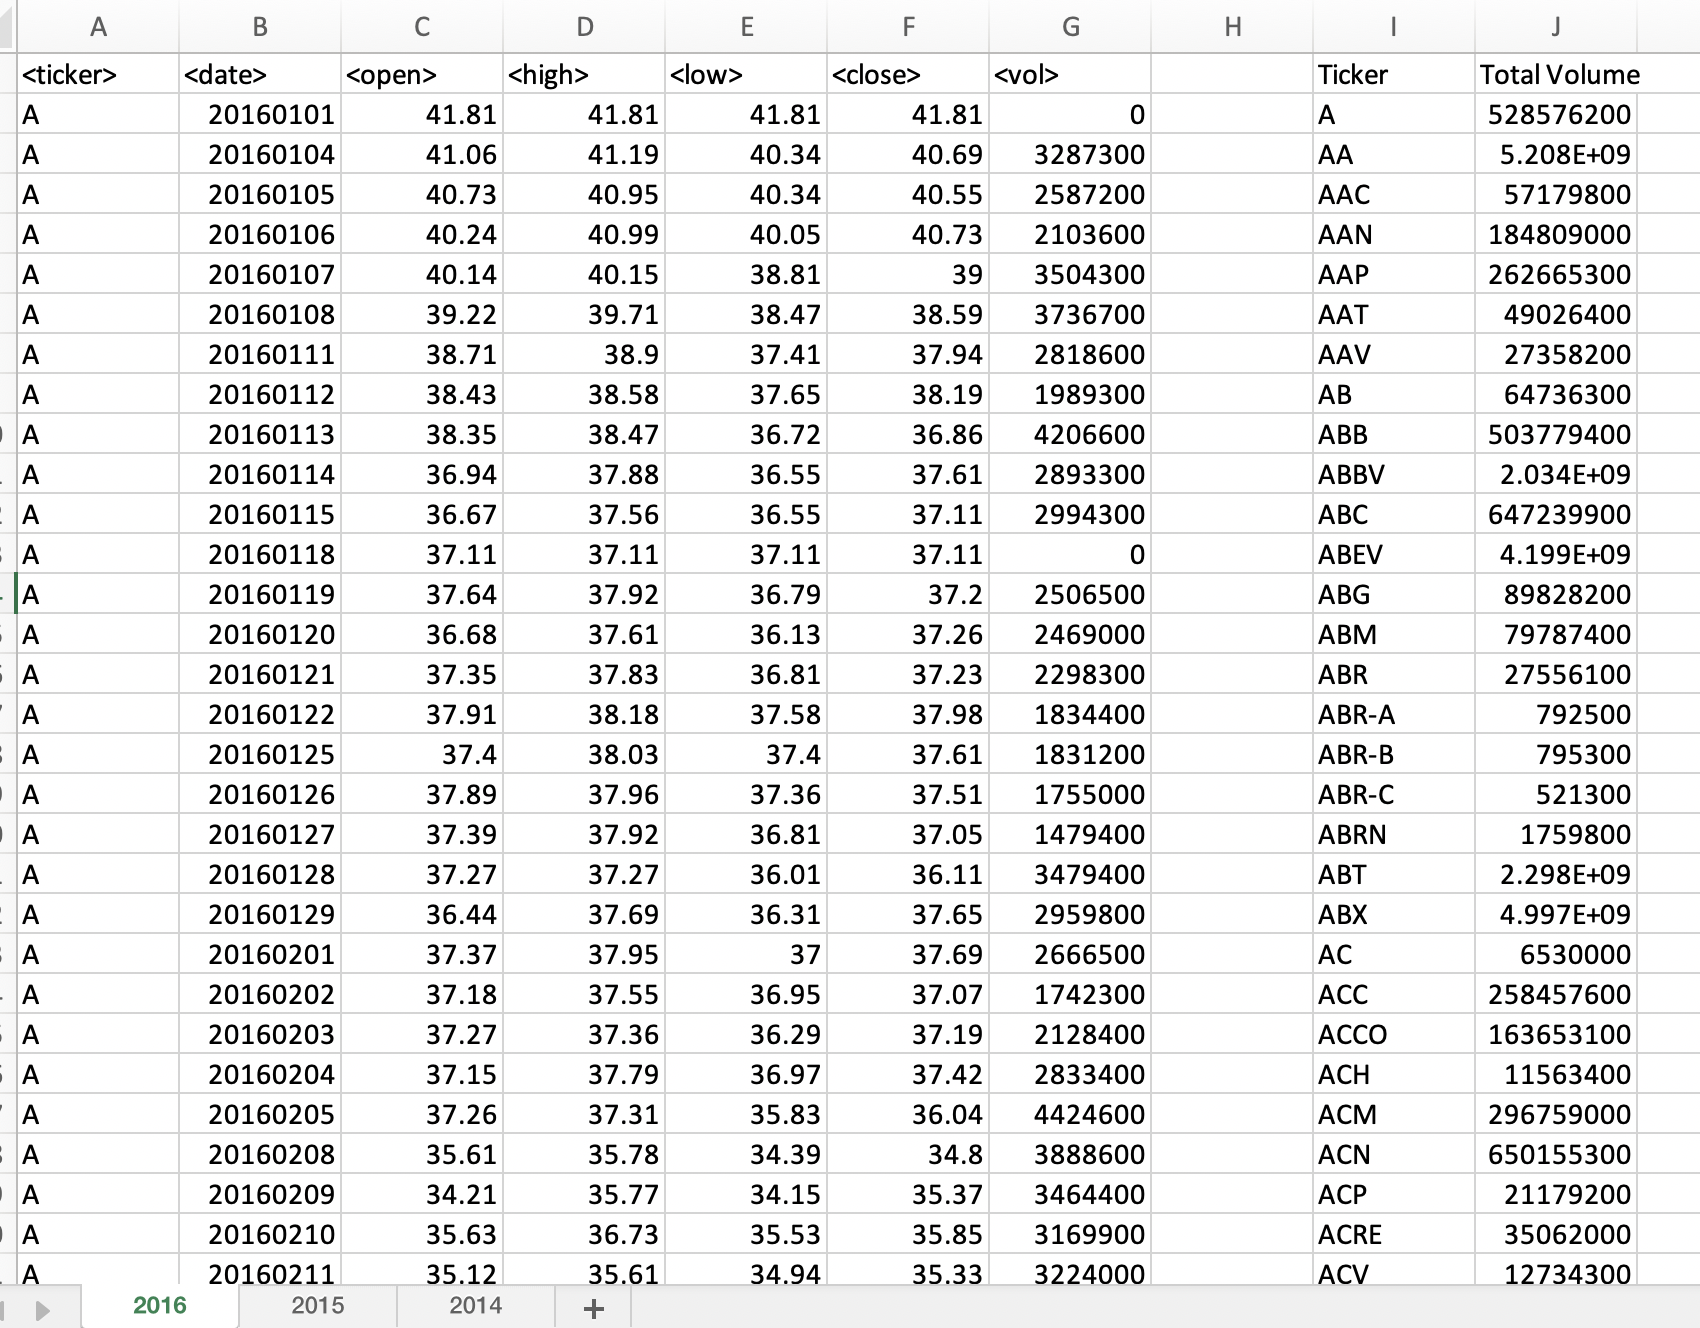 A B C D E F G H I J
<ticker> <date> <open> <high> <low> <close> <vol> Ticker Total Volume
A 20160101 41.81 41.81 41.81 41.81 0 A 528576200
A 20160104 41.06 41.19 40.34 40.69 3287300 AA 5.208E+09
A 20160105 40.73 40.95 40.34 40.55 2587200 AAC 57179800
A 20160106 40.24 40.99 40.05 40.73 2103600 AAN 184809000
A 20160107 40.14 40.15 38.81 39 3504300 AAP 262665300
A 20160108 39.22 39.71 38.47 38.59 3736700 AAT 49026400
A 20160111 38.71 38.9 37.41 37.94 2818600 AAV 27358200
A 20160112 38.43 38.58 37.65 38.19 1989300 AB 64736300
A 20160113 38.35 38.47 36.72 36.86 4206600 ABB 503779400
A 20160114 36.94 37.88 36.55 37.61 2893300 ABBV 2.034E+09
A 20160115 36.67 37.56 36.55 37.11 2994300 ABC 647239900
A 20160118 37.11 37.11 37.11 37.11 0 ABEV 4.199E+09
A 20160119 37.64 37.92 36.79 37.2 2506500 ABG 89828200
A 20160120 36.68 37.61 36.13 37.26 2469000 ABM 79787400
A 20160121 37.35 37.83 36.81 37.23 2298300 ABR 27556100
A 20160122 37.91 38.18 37.58 37.98 1834400 ABR-A 792500
A 20160125 37.4 38.03 37.4 37.61 1831200 ABR-B 795300
A 20160126 37.89 37.96 37.36 37.51 1755000 ABR-C 521300
A 20160127 37.39 37.92 36.81 37.05 1479400 ABRN 1759800
A 20160128 37.27 37.27 36.01 36.11 3479400 ABT 2.298E+09
A 20160129 36.44 37.69 36.31 37.65 2959800 ABX 4.997E+09
A 20160201 37.37 37.95 37 37.69 2666500 AC 6530000
A 20160202 37.18 37.55 36.95 37.07 1742300 ACC 258457600
A 20160203 37.27 37.36 36.29 37.19 2128400 ACCO 163653100
A 20160204 37.15 37.79 36.97 37.42 2833400 ACH 11563400
A 20160205 37.26 37.31 35.83 36.04 4424600 ACM 296759000
A 20160208 35.61 35.78 34.39 34.8 3888600 ACN 650155300
A 20160209 34.21 35.77 34.15 35.37 3464400 ACP 21179200
A 20160210 35.63 36.73 35.53 35.85 3169900 ACRE 35062000
A 20160211 35.12 35.61 34.94 35.33 3224000 ACV 12734300
2016 2015 2014 +